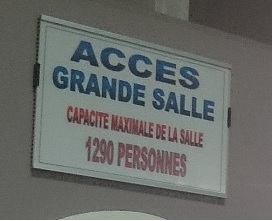 ACCES
GRANDE SALLE
CAPACITE MAXIMALE DE LA SALLE
1290 PERSONNES